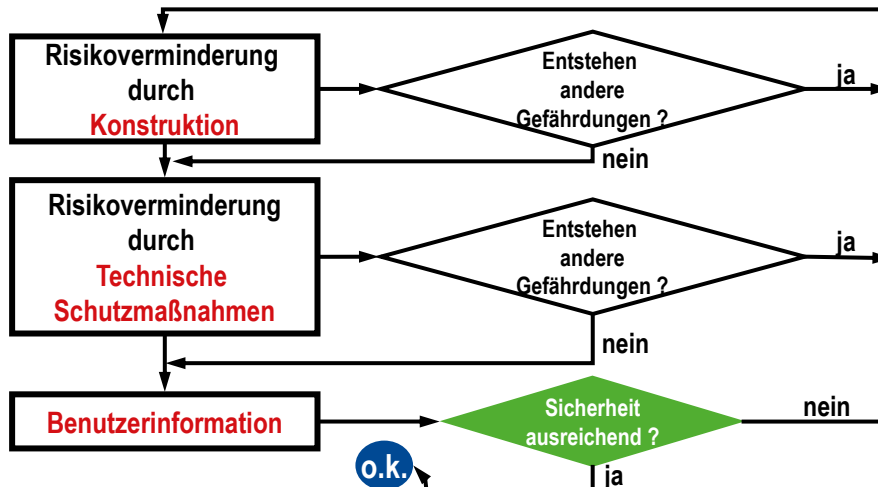 Risikoverminderung
durch
Konstruktion
Entstehen
andere
Gefährdungen ?
ja
nein
Risikoverminderung
durch
Technische
Schutzmaßnahmen
Entstehen
andere
Gefährdungen ?
ja
nein
Benutzerinformation
Sicherheit
ausreichend ?
nein
o.k.
ja